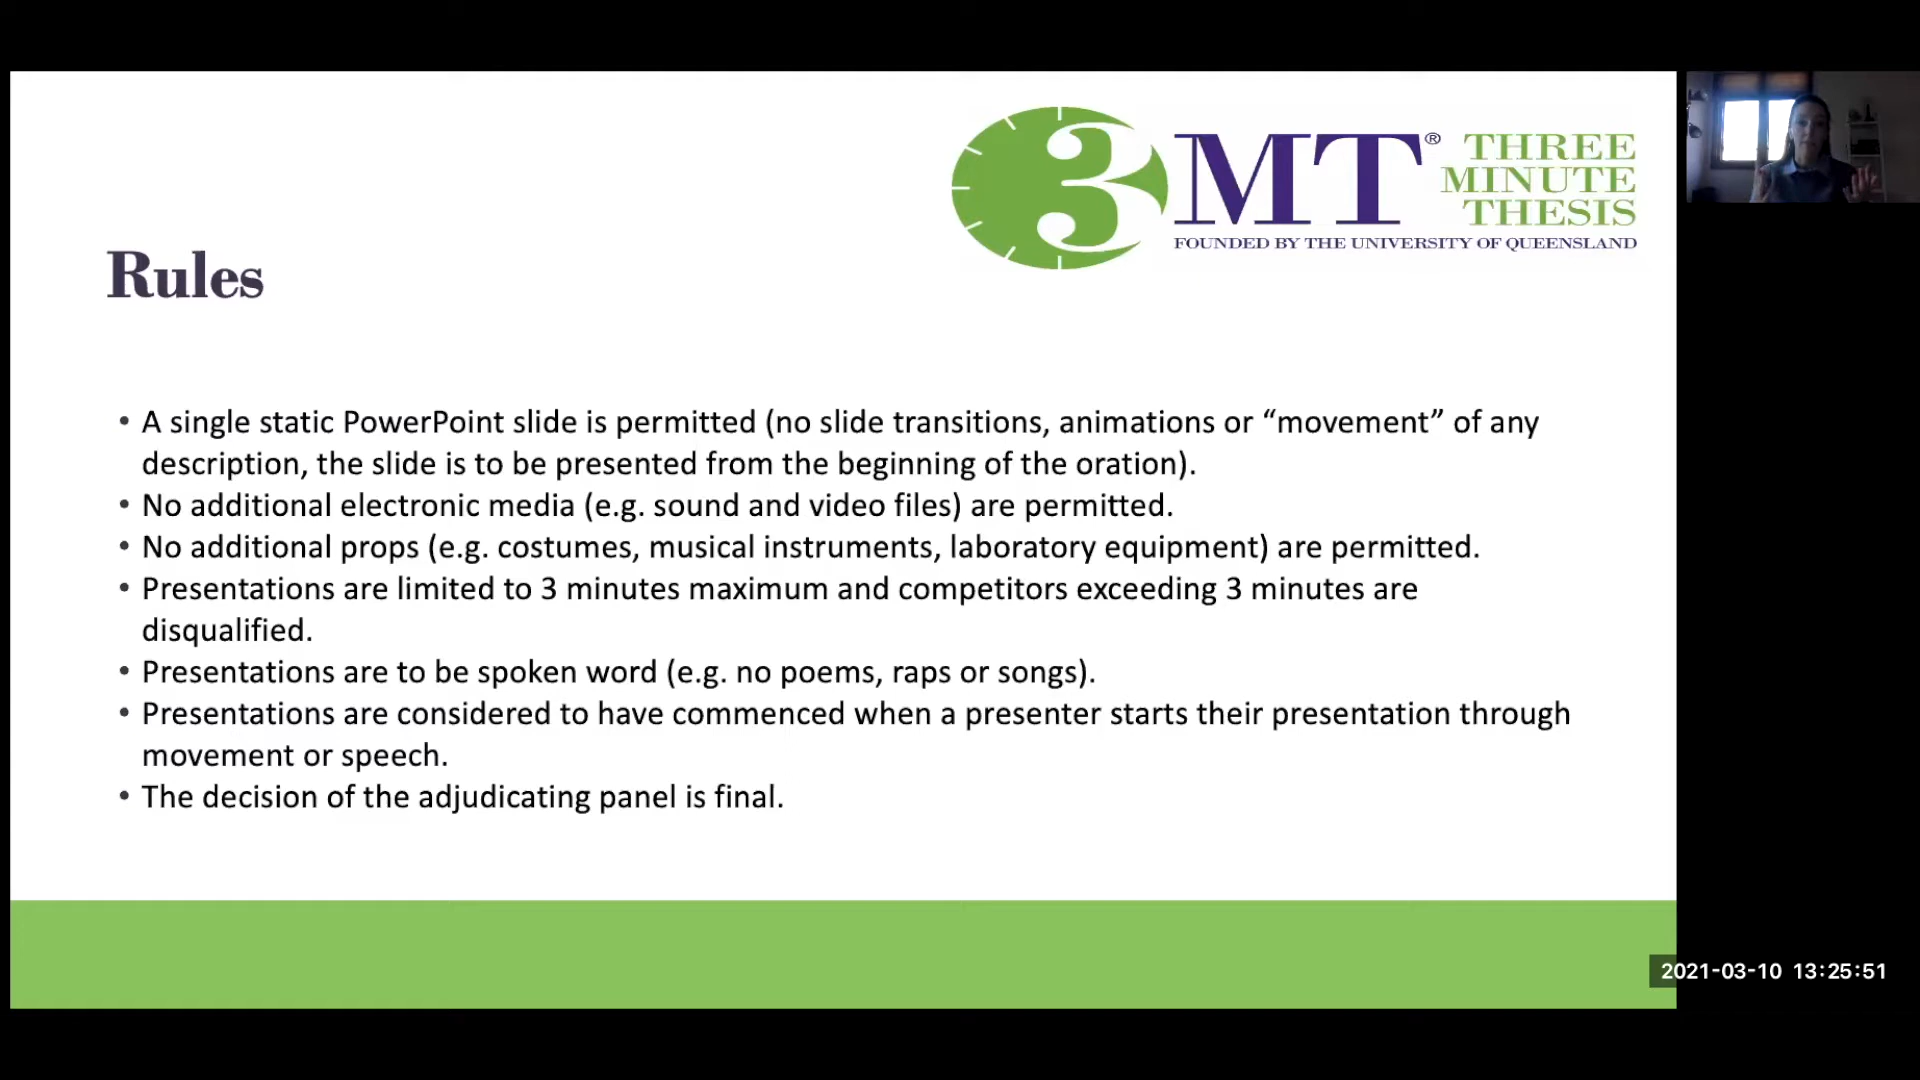 3MT® THREE
MINUTE
THESIS
FOUNDED BY THE UNIVERSITY OF QUEENSLAND
Rules
• A single static PowerPoint slide is permitted (no slide transitions, animations or “movement” of any
description, the slide is to be presented from the beginning of the oration).
• No additional electronic media (e.g. sound and video files) are permitted.
• No additional props (e.g. costumes, musical instruments, laboratory equipment) are permitted.
• Presentations are limited to 3 minutes maximum and competitors exceeding 3 minutes are
disqualified.
• Presentations are to be spoken word (e.g. no poems, raps or songs).
• Presentations are considered to have commenced when a presenter starts their presentation through
movement or speech.
• The decision of the adjudicating panel is final.
2021-03-10 13:25:51